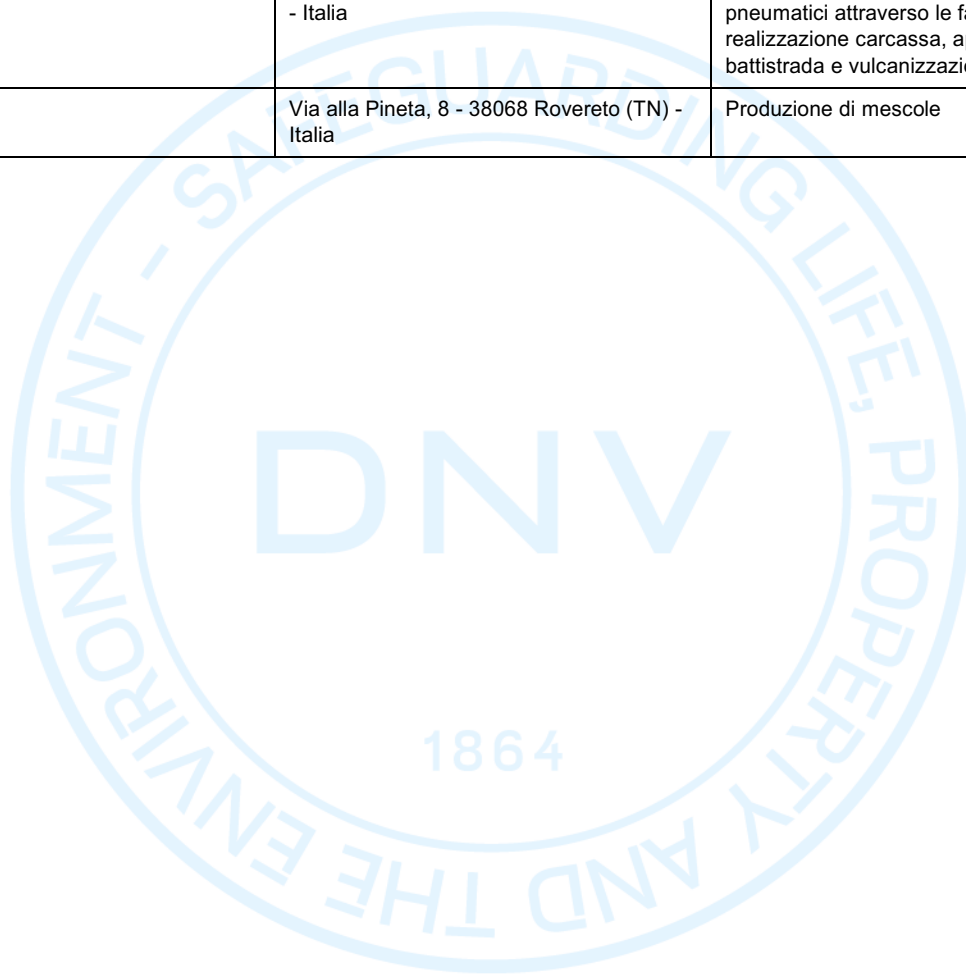 - Italia
pneumatici attraverso le
realizzazione carcassa,
battistrada e
Via alla Pineta, 8 - 38068 Rovereto (TN) -
Italia
Produzione di mescole
SAFEGUARDING LIFE, PROPERTY AND THE ENVIRONMENT -
DNV
1864